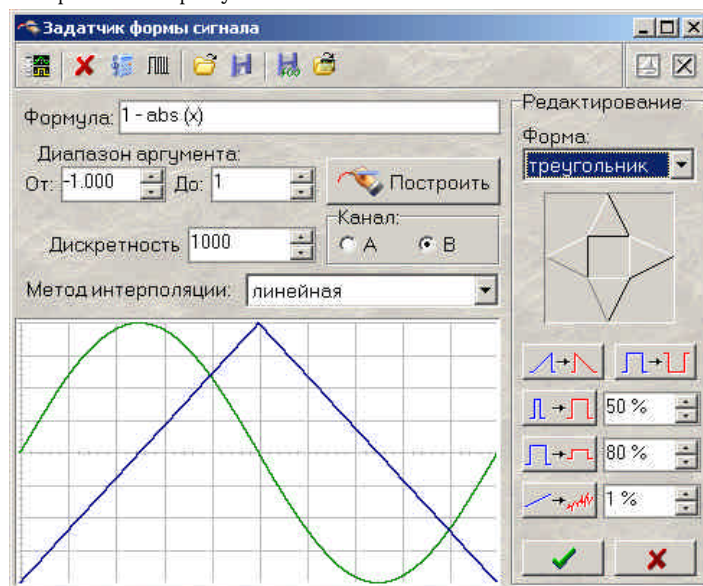 Задатчик формы сигнала
Формула: 1 - abs (x)
Диапазон аргумента:
От: -1.000 До: 1
Построить
Дискретность 1000
Канал:
A B
Метод интерполяции: линейная
Редактирование
Форма:
треугольник
50 %
80 %
1 %